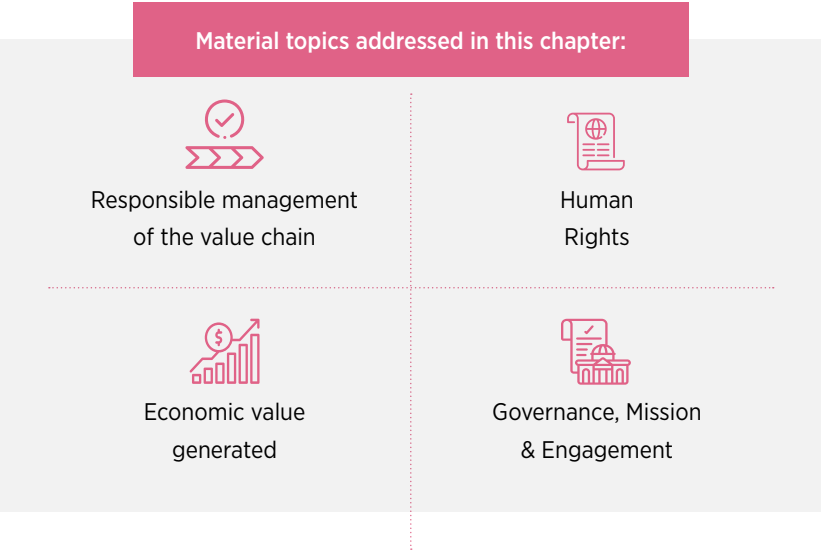 Material topics addressed in this chapter:
Responsible management
of the value chain
Human
Rights
$
Economic value
generated
Governance, Mission
& Engagement